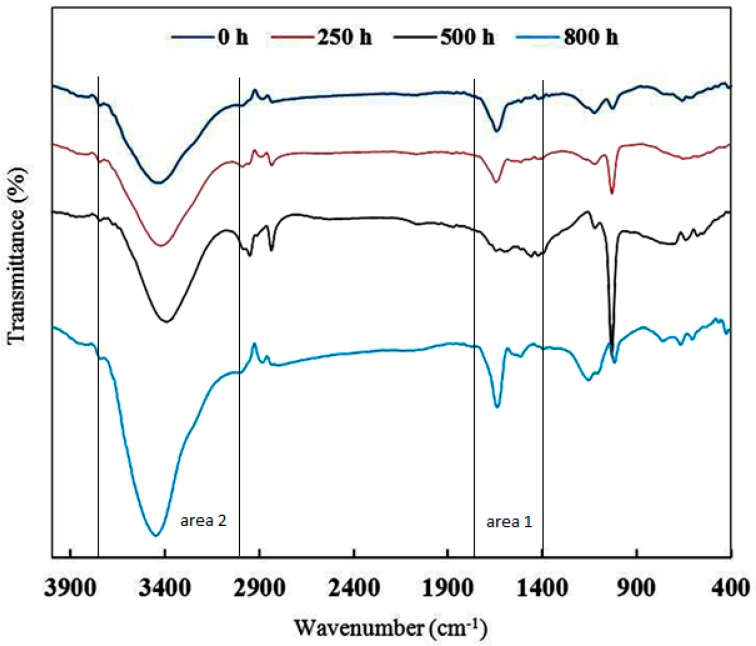 0 h 250 h 500 h 800 h
Transmittance (%)
area 2 area 1
3900 3400 2900 2400 1900 1400 900 400
Wavenumber (cm-1)